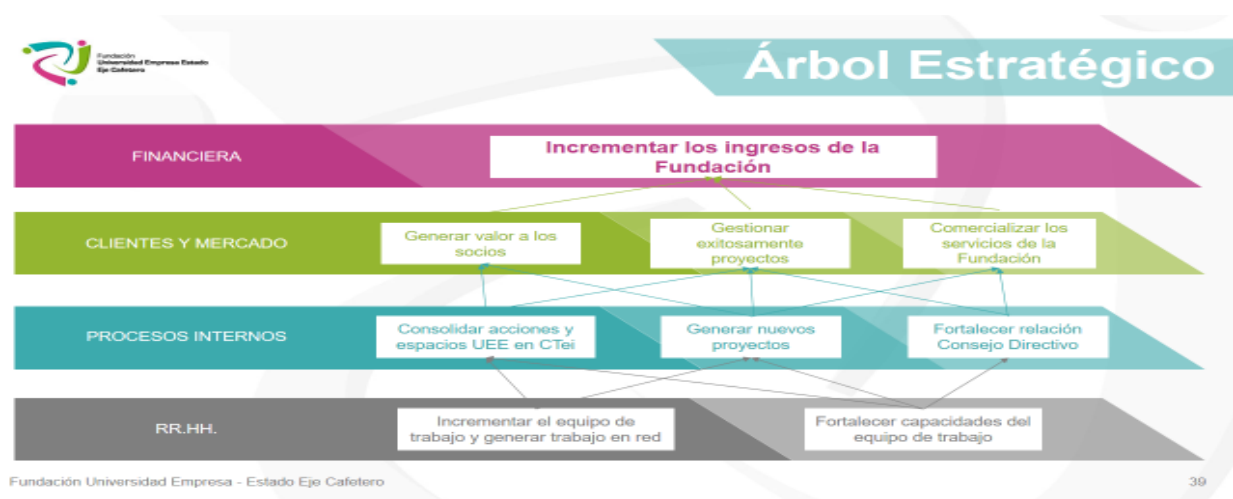 Fundación
Universidad Empresa Estado
Eje Cafetero
Árbol Estratégico
FINANCIERA
Incrementar los ingresos de la
Fundación
CLIENTES Y MERCADO
Generar valor a los
socios
Gestionar
exitosamente
proyectos
Comercializar los
servicios de la
Fundación
PROCESOS INTERNOS
Consolidar acciones y
espacios UEE en CTei
Generar nuevos
proyectos
Fortalecer relación
Consejo Directivo
RR.HH.
Incrementar el equipo de
trabajo y generar trabajo en red
Fortalecer capacidades del
equipo de trabajo
Fundación Universidad Empresa - Estado Eje Cafetero
39